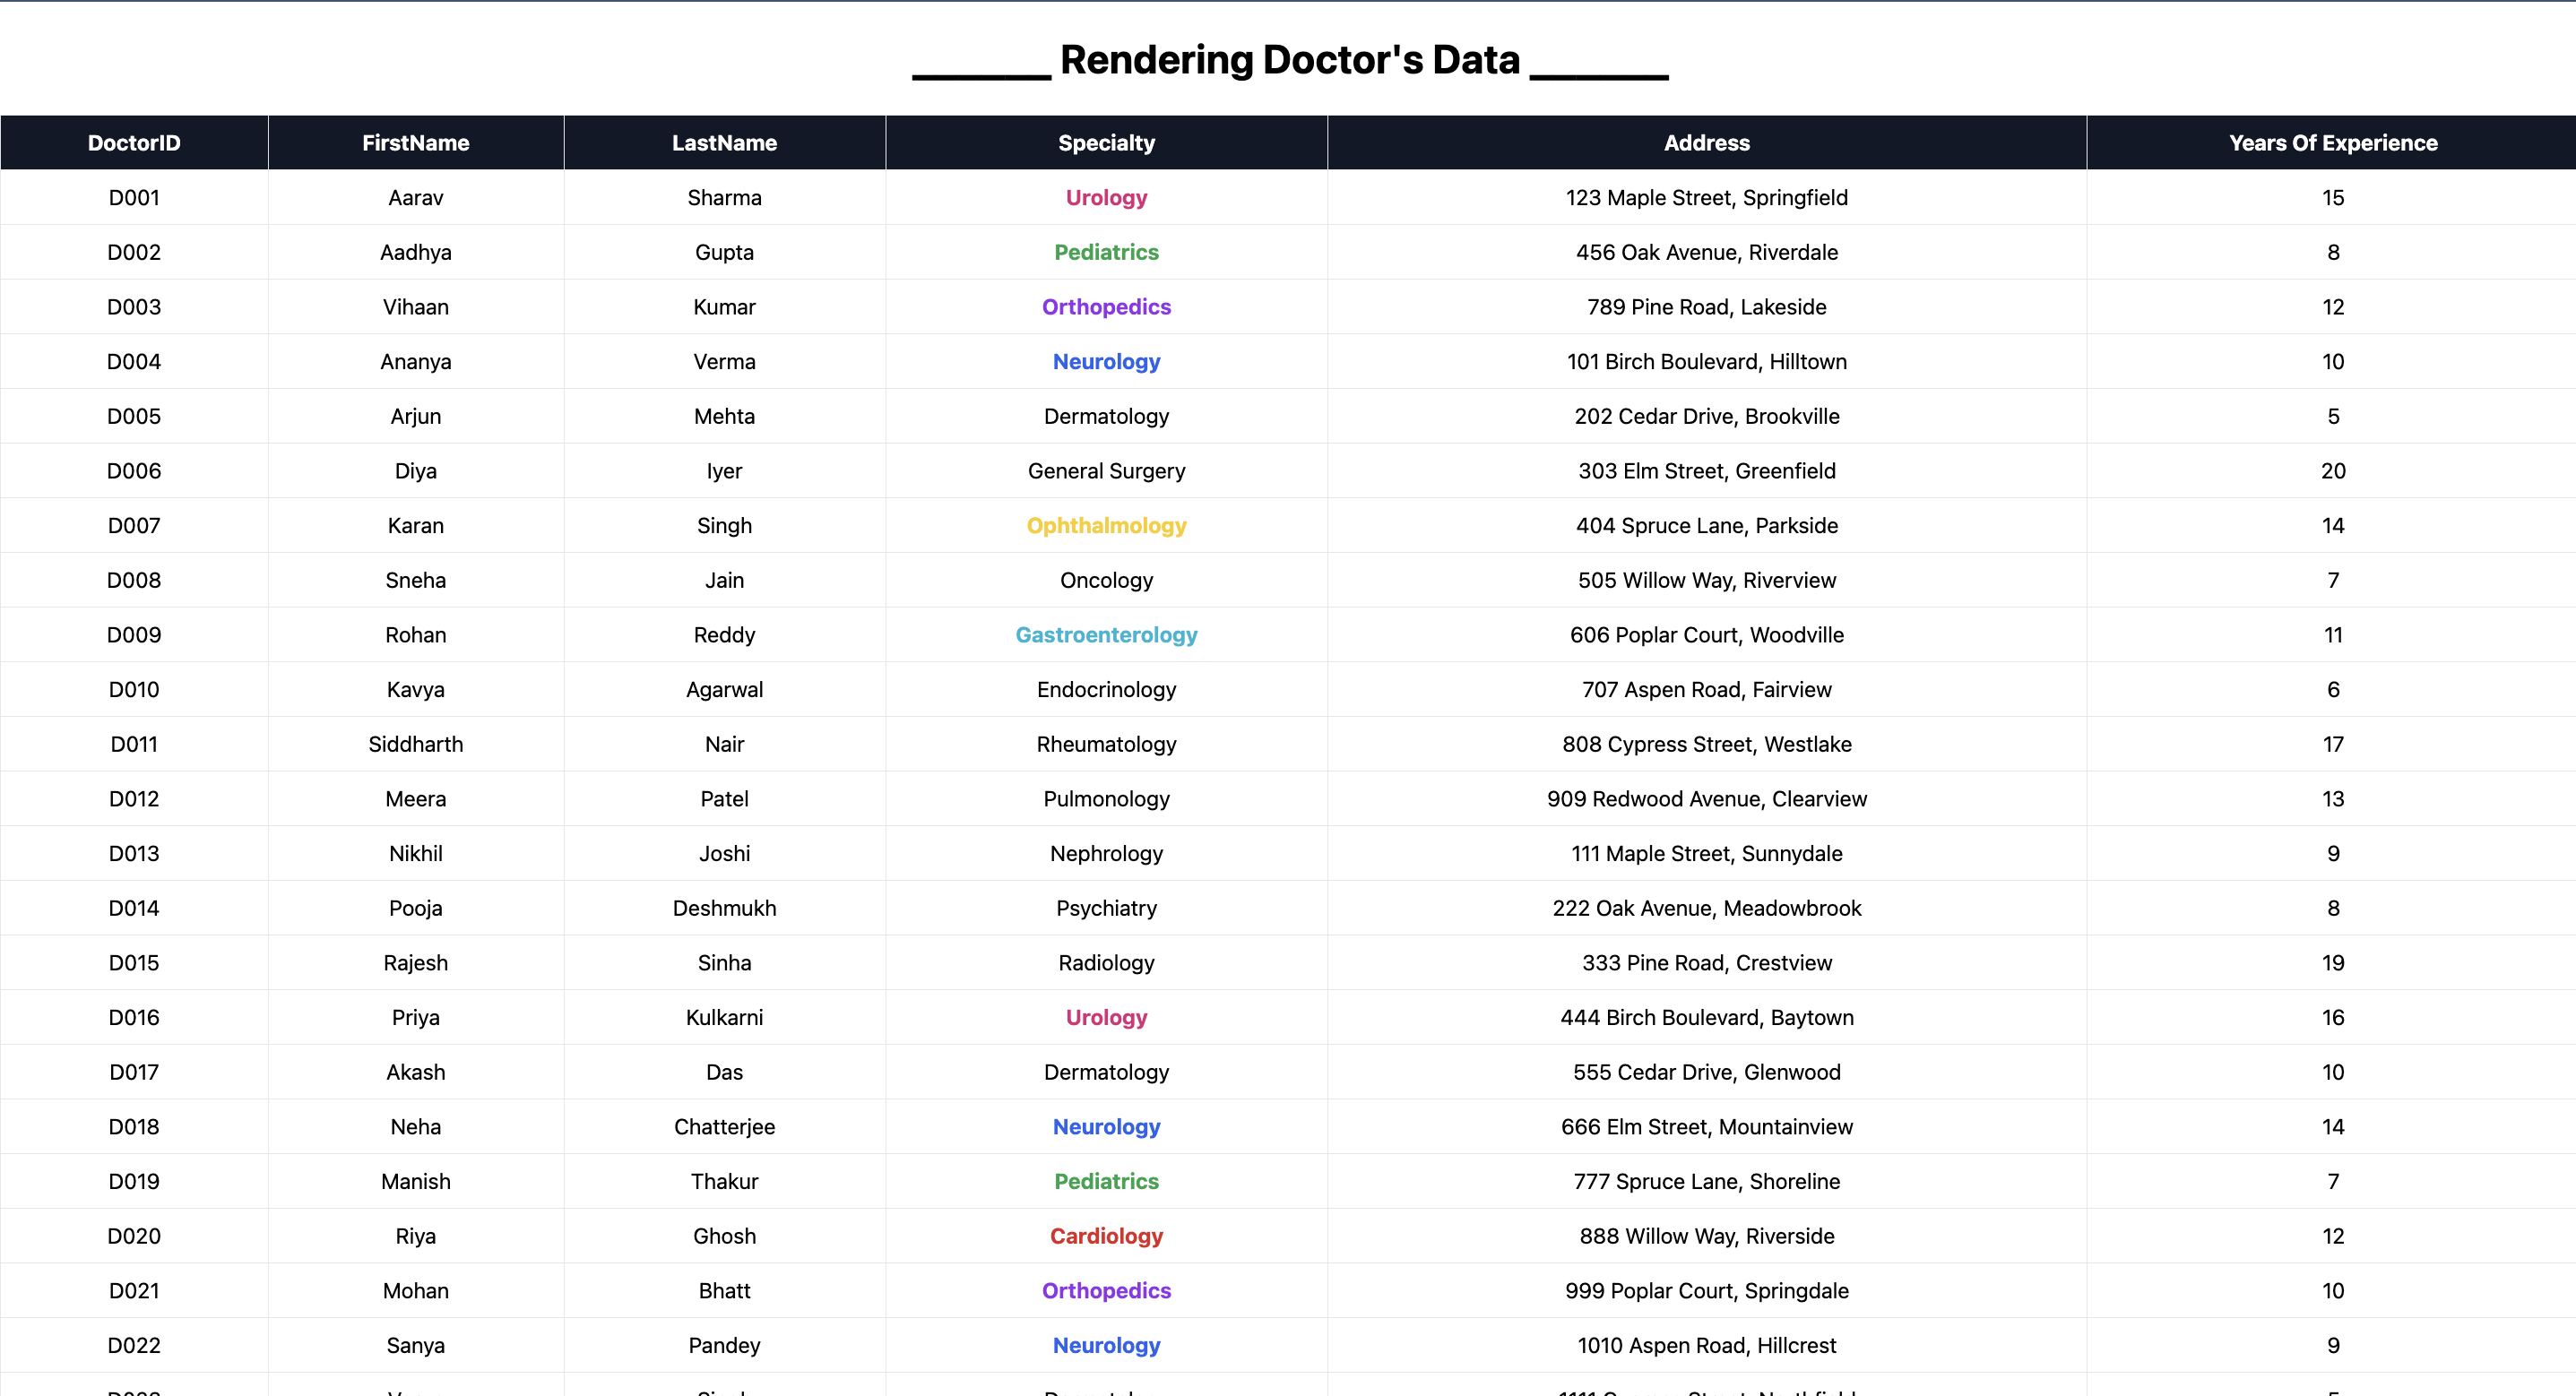 ______ Rendering Doctor's Data ______
DoctorID FirstName LastName Specialty Address Years Of Experience
D001 Aarav Sharma Urology 123 Maple Street, Springfield 15
D002 Aadhya Gupta Pediatrics 456 Oak Avenue, Riverdale 8
D003 Vihaan Kumar Orthopedics 789 Pine Road, Lakeside 12
D004 Ananya Verma Neurology 101 Birch Boulevard, Hilltown 10
D005 Arjun Mehta Dermatology 202 Cedar Drive, Brookville 5
D006 Diya Iyer General Surgery 303 Elm Street, Greenfield 20
D007 Karan Singh Ophthalmology 404 Spruce Lane, Parkside 14
D008 Sneha Jain Oncology 505 Willow Way, Riverview 7
D009 Rohan Reddy Gastroenterology 606 Poplar Court, Woodville 11
D010 Kavya Agarwal Endocrinology 707 Aspen Road, Fairview 6
D011 Siddharth Nair Rheumatology 808 Cypress Street, Westlake 17
D012 Meera Patel Pulmonology 909 Redwood Avenue, Clearview 13
D013 Nikhil Joshi Nephrology 111 Maple Street, Sunnydale 9
D014 Pooja Deshmukh Psychiatry 222 Oak Avenue, Meadowbrook 8
D015 Rajesh Sinha Radiology 333 Pine Road, Crestview 19
D016 Priya Kulkarni Urology 444 Birch Boulevard, Baytown 16
D017 Akash Das Dermatology 555 Cedar Drive, Glenwood 10
D018 Neha Chatterjee Neurology 666 Elm Street, Mountainview 14
D019 Manish Thakur Pediatrics 777 Spruce Lane, Shoreline 7
D020 Riya Ghosh Cardiology 888 Willow Way, Riverside 12
D021 Mohan Bhatt Orthopedics 999 Poplar Court, Springdale 10
D022 Sanya Pandey Neurology 1010 Aspen Road, Hillcrest 9